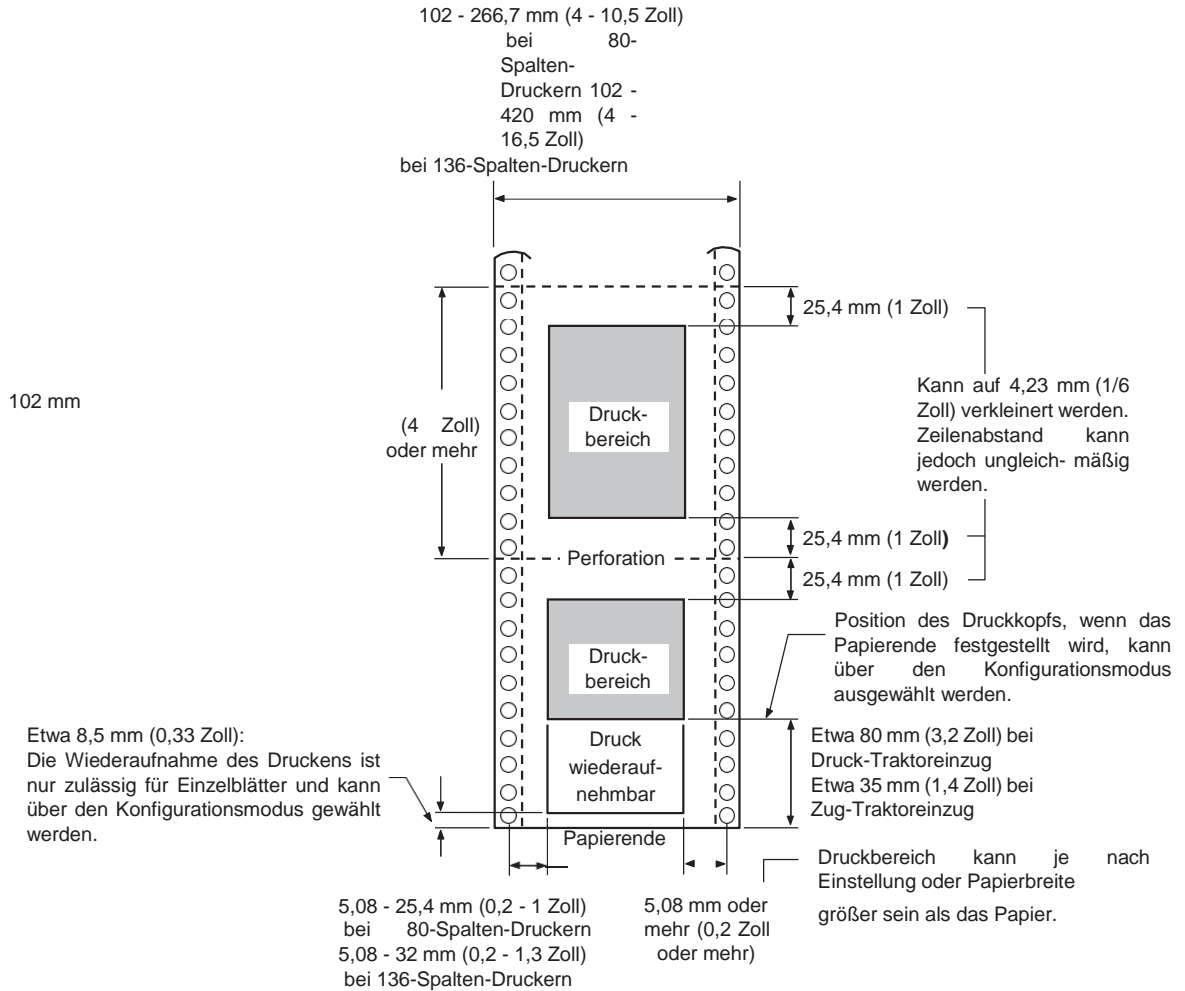 102 - 266,7 mm (4 - 10,5 Zoll)
bei 80-
Spalten-
Druckern 102 -
420 mm (4 -
16,5 Zoll)
bei 136-Spalten-Druckern
25,4 mm (1 Zoll)
102 mm
(4 Zoll)
oder mehr
Druck-
bereich
Kann auf 4,23 mm (1/6
Zoll) verkleinert werden.
Zeilenabstand kann
jedoch ungleich- mäßig
werden.
25,4 mm (1 Zoll)
Perforation
25,4 mm (1 Zoll)
Druck-
bereich
Position des Druckkopfs, wenn das
Papierende festgestellt wird, kann
über den Konfigurationsmodus
ausgewählt werden.
Etwa 8,5 mm (0,33 Zoll):
Die Wiederaufnahme des Druckens ist
nur zulässig für Einzelblätter und kann
über den Konfigurationsmodus gewählt
werden.
Druck
wiederauf-
nehmbar
Etwa 80 mm (3,2 Zoll) bei
Druck-Traktoreinzug
Etwa 35 mm (1,4 Zoll) bei
Zug-Traktoreinzug
Papierende
Druckbereich kann je nach
Einstellung oder Papierbreite
größer sein als das Papier.
5,08 - 25,4 mm (0,2 - 1 Zoll)
bei 80-Spalten-Druckern
5,08 - 32 mm (0,2 - 1,3 Zoll)
bei 136-Spalten-Druckern
5,08 mm oder
mehr (0,2 Zoll
oder mehr)